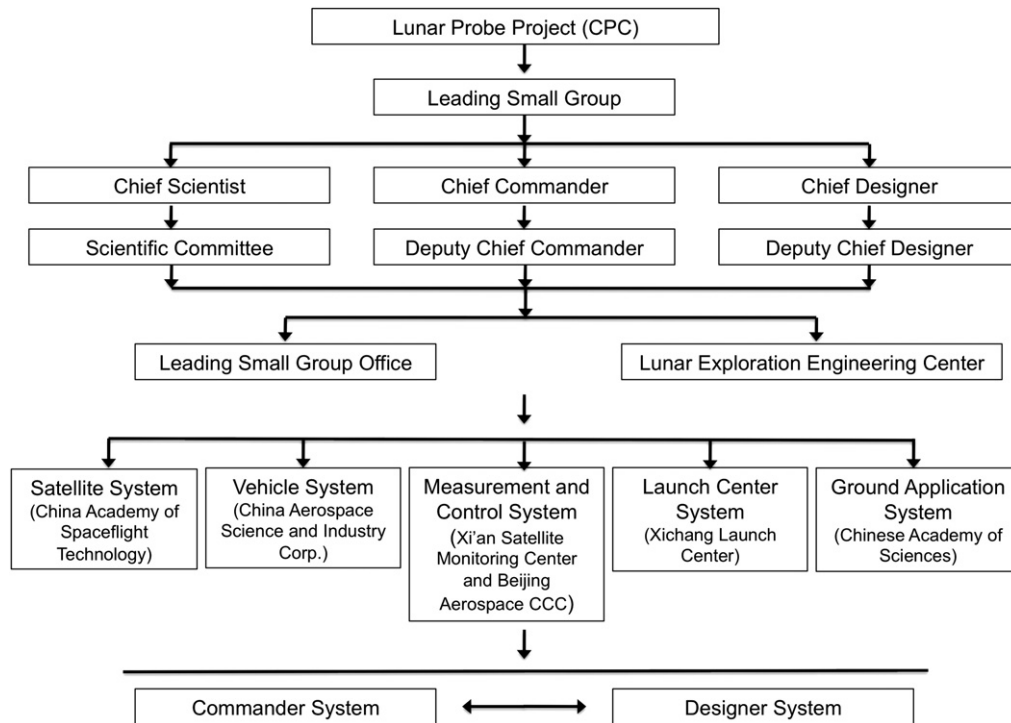 Lunar Probe Project (CPC)
Leading Small Group
Chief Scientist
Chief Commander
Chief Designer
Scientific Committee
Deputy Chief Commander
Deputy Chief Designer
Leading Small Group Office
Lunar Exploration Engineering Center
Satellite System
(China Academy of
Spaceflight
Technology)
Vehicle System
(China Aerospace
Science and Industry
Corp.)
Measurement and
Control System
(Xi’an Satellite
Monitoring Center
and Beijing
Aerospace CCC)
Launch Center
System
(Xichang Launch
Center)
Ground Application
System
(Chinese Academy of
Sciences)
Commander System
Designer System